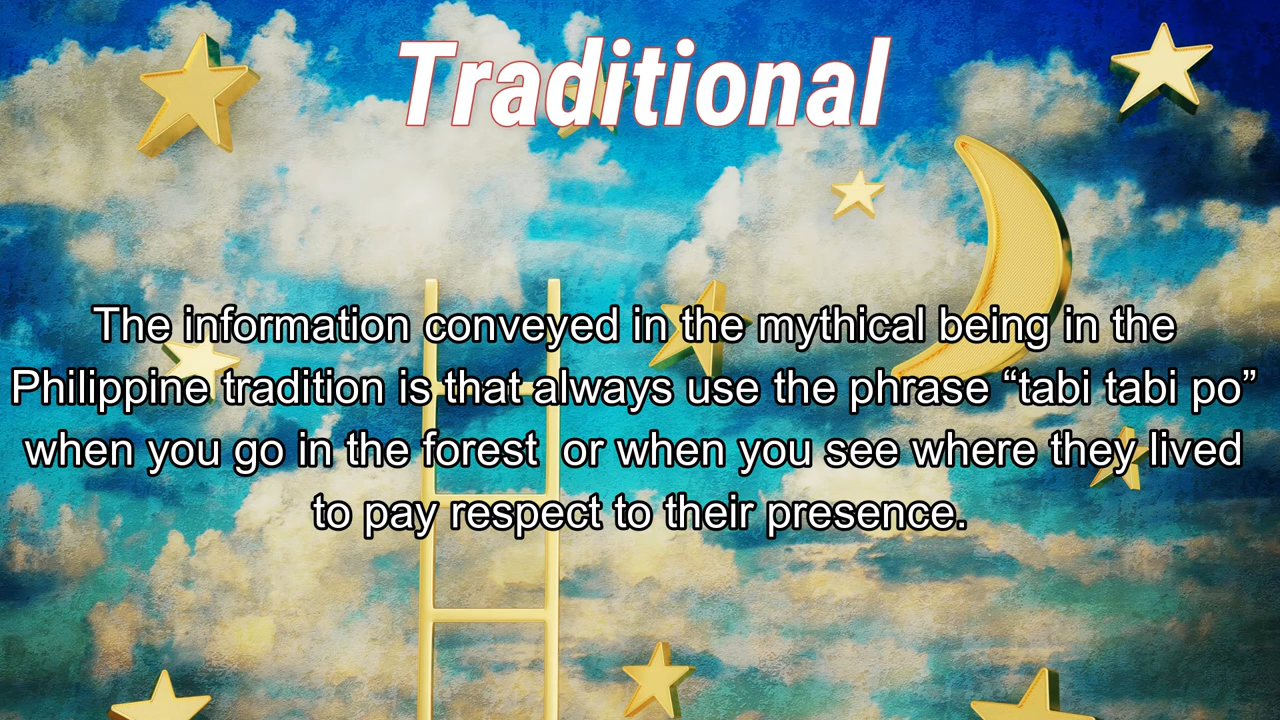 Traditional
The information conveyed in the mythical being in the
Philippine tradition is that always use the phrase “tabi tabi po”
when you go in the forest  or when you see where they lived
to pay respect to their presence.